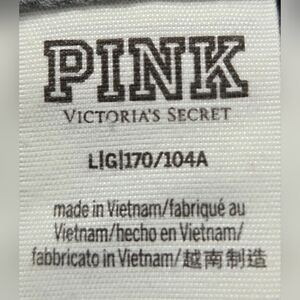 PINK
VICTORIA'S SECRET
L|G|170/104A
made in Vietnam/fabriqué au
Vietnam/hecho en Vietnam/
fabbricato in Vietnam/越南制造